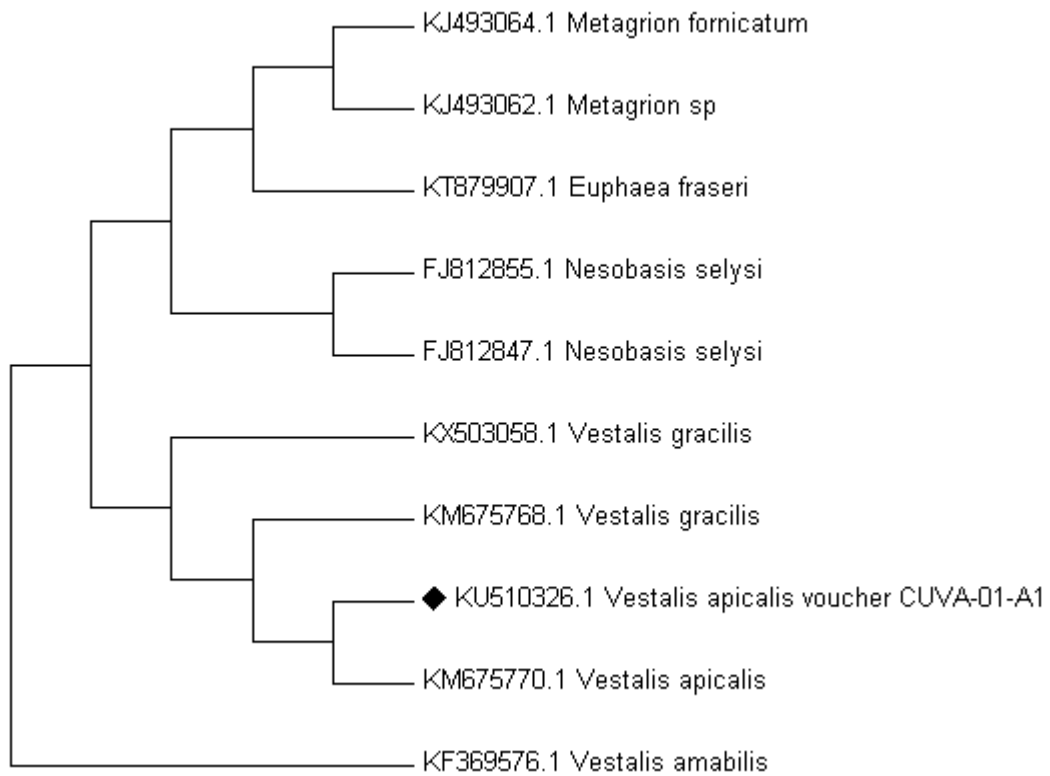 KJ493064.1 Metagrion fornicatum
KJ493062.1 Metagrion sp
KT879907.1 Euphaea fraseri
FJ812855.1 Nesobasis selysi
FJ812847.1 Nesobasis selysi
KX503058.1 Vestalis gracilis
KM675768.1 Vestalis gracilis
KU510326.1 Vestalis apicalis voucher CUVA-01-A1
KM675770.1 Vestalis apicalis
KF369576.1 Vestalis amabilis